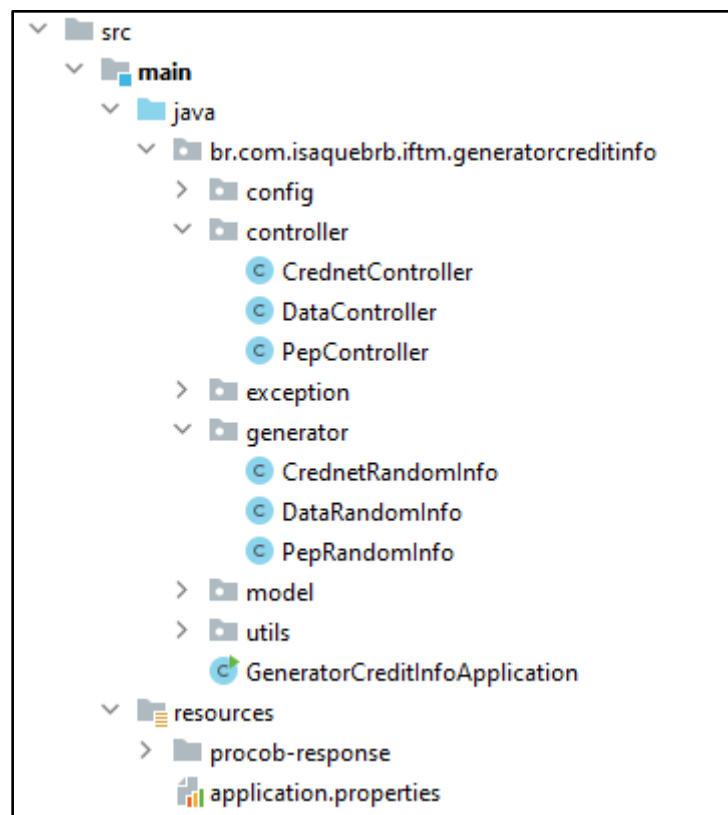 src
main
java
br.com.isaquebrb.iftm.generatorcreditinfo
config
controller
CrednetController
DataController
PepController
exception
generator
CrednetRandomInfo
DataRandomInfo
PepRandomInfo
model
utils
GeneratorCreditInfoApplication
resources
procob-response
application.properties